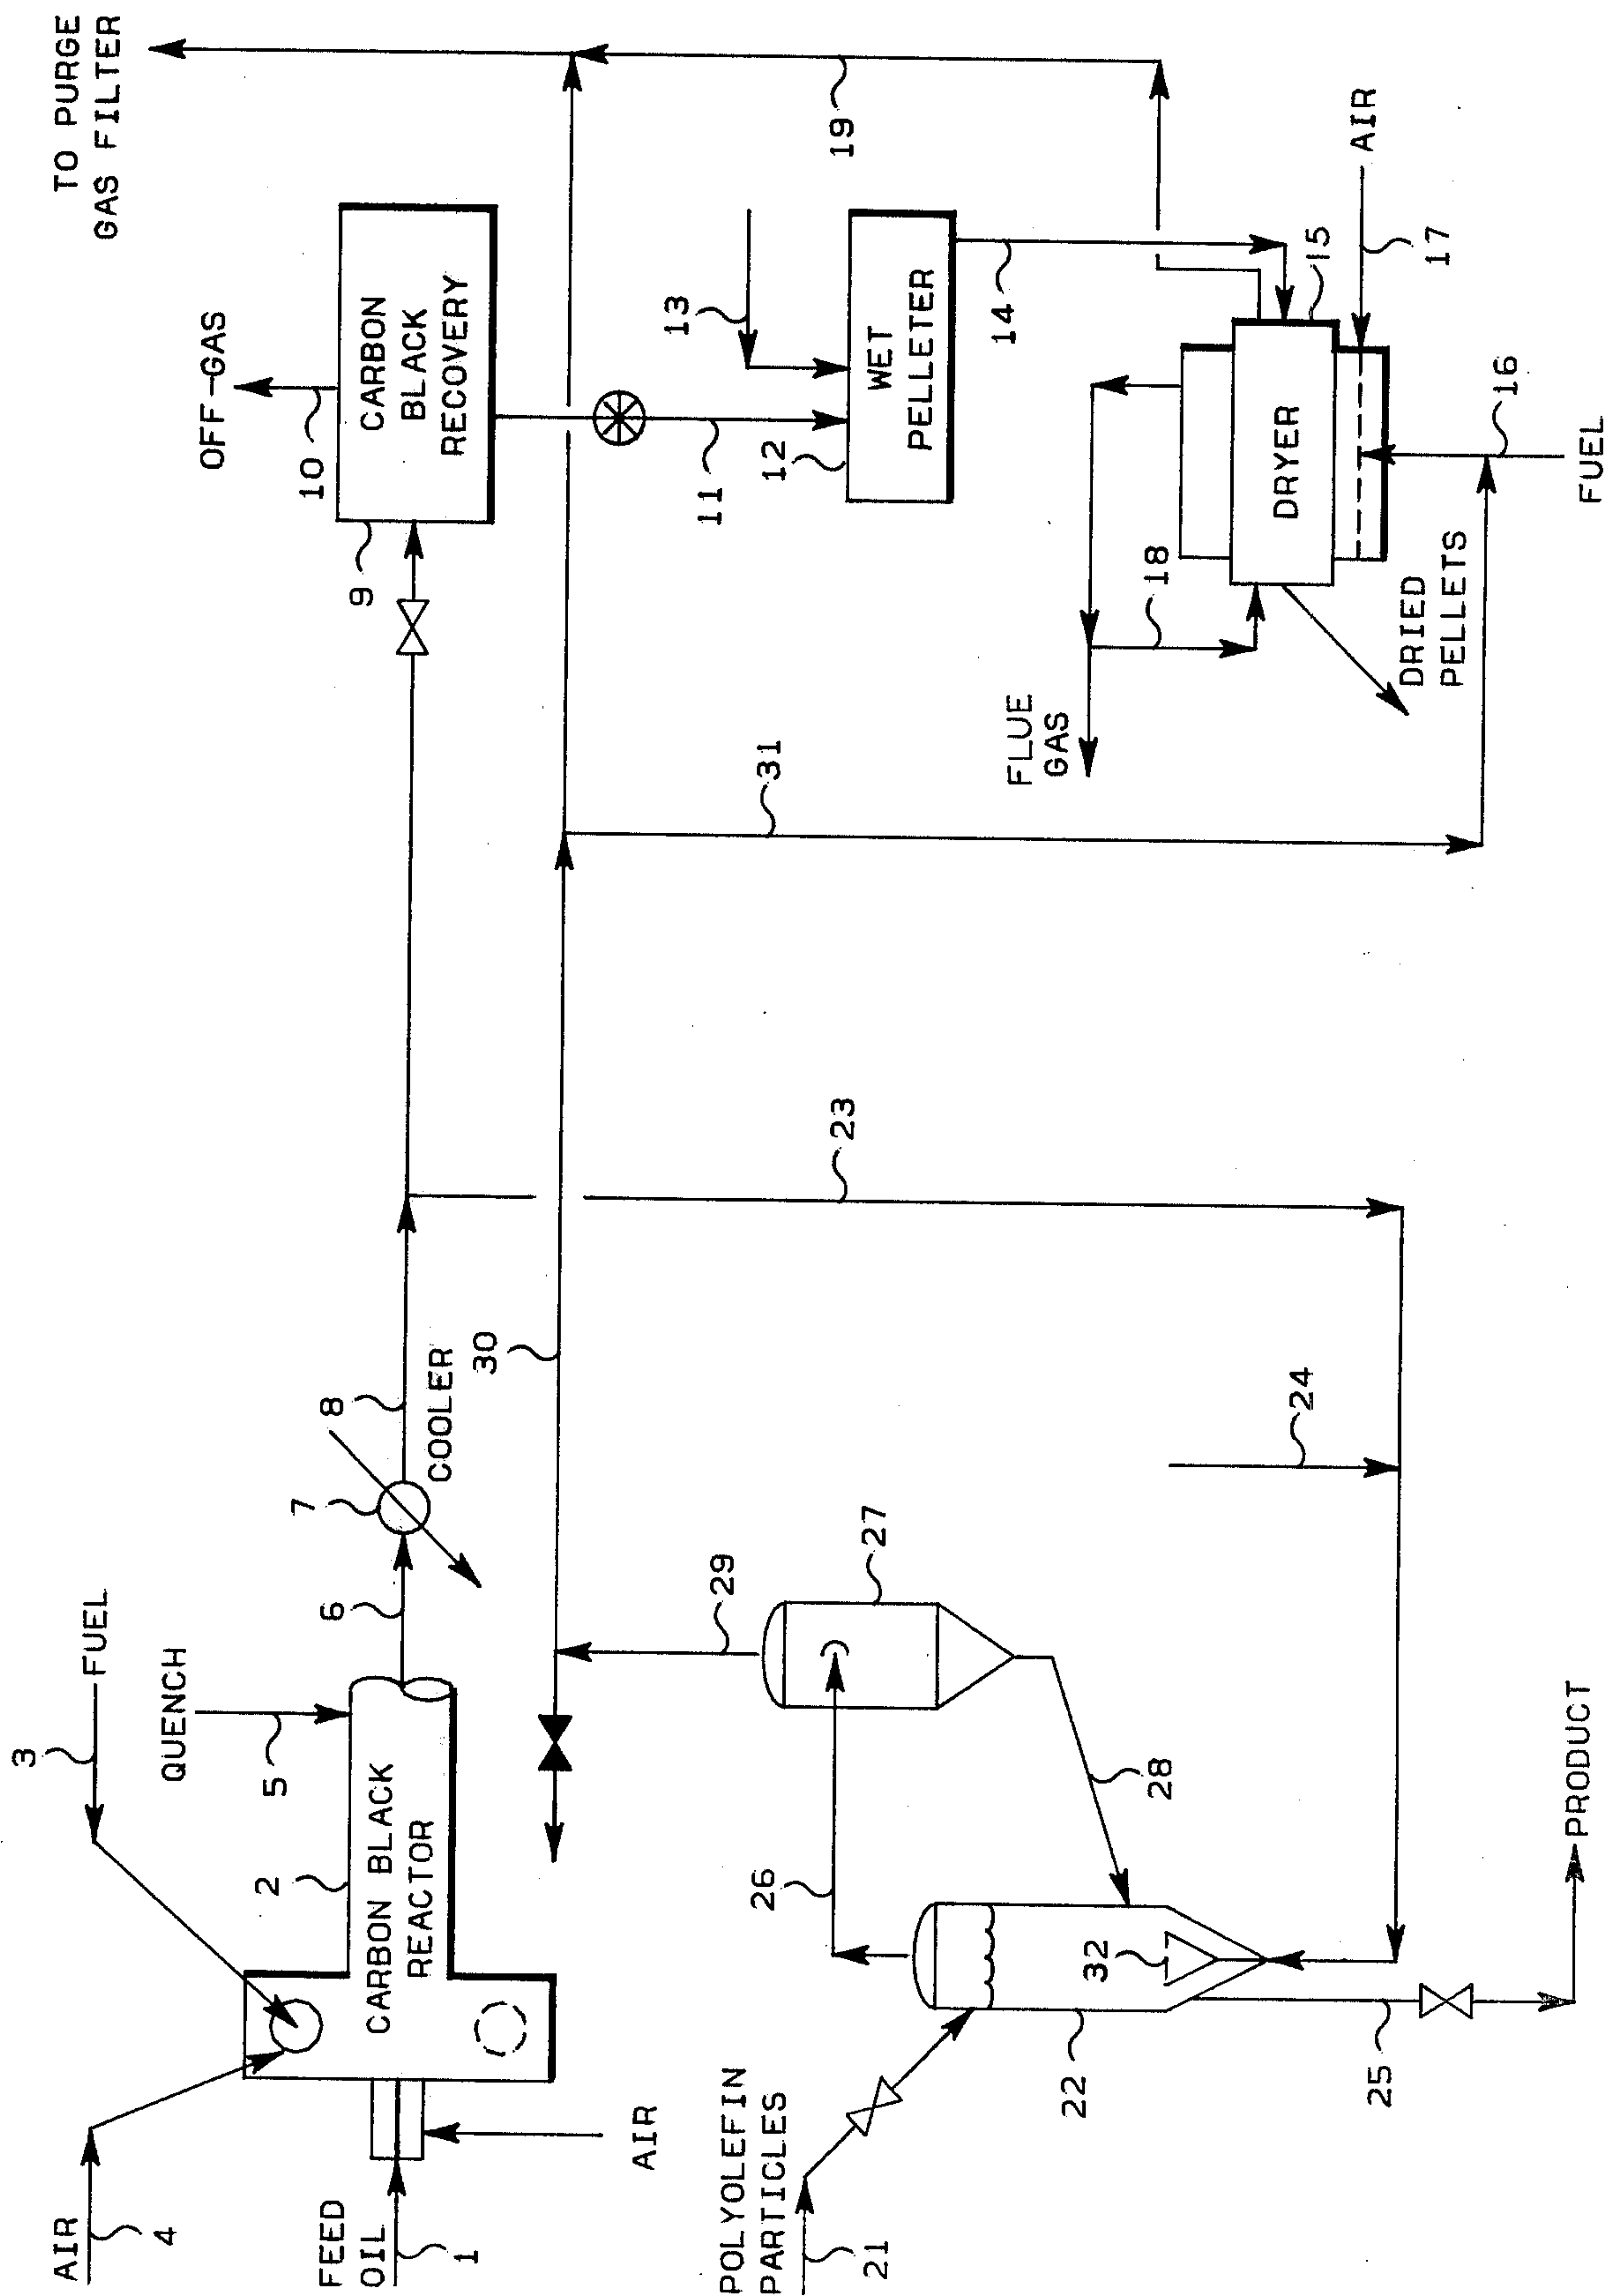 TO PURGE
GAS FILTER
OFF-GAS
10
9
CARBON
BLACK
RECOVERY
11
12
13
WET
PELLETER
14
19
15
AIR
17
DRYER
18
FLUE
GAS
DRIED
PELLETS
16
FUEL
31
23
30
8
COOLER
7
6
3
FUEL
QUENCH
5
2
CARBON BLACK
REACTOR
AIR
4
FEED
OIL
1
AIR
24
27
29
28
26
32
22
25
PRODUCT
POLYOLEFIN
PARTICLES
21